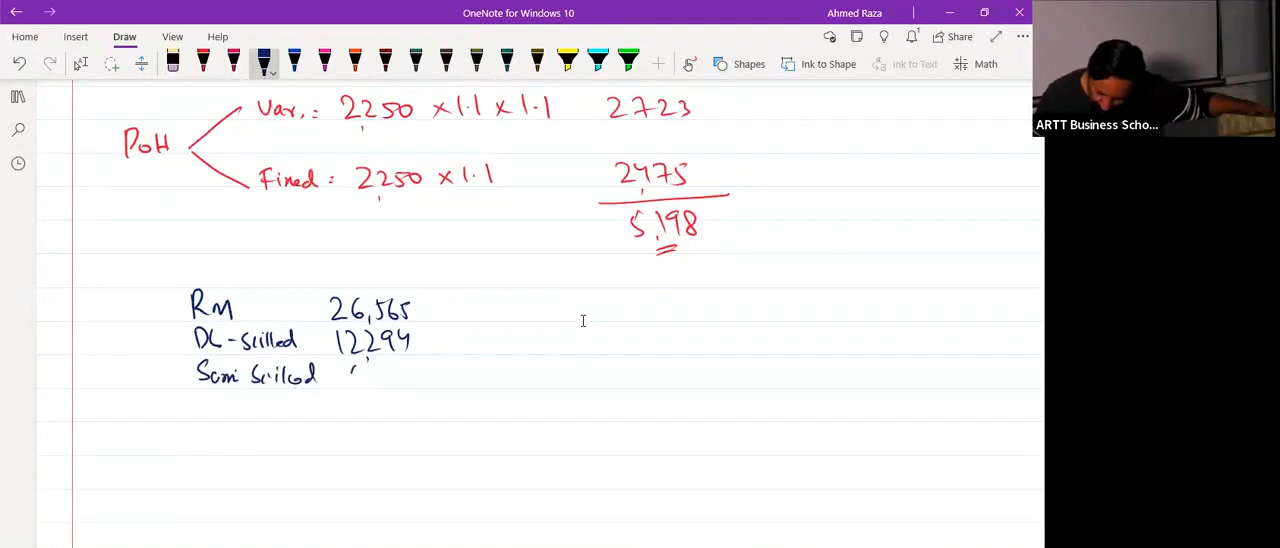 OneNote for Windows 10
Ahmed Raza
Home Insert Draw View Help
Share
Shapes
Ink to Shape
Ink to Text
Math
ARTT Business Scho...
POH
Var. : 2250 × 1.1 × 1.1 2723
Fixed : 2250 × 1.1 2475
5,198
RM 26,565
DL - skilled 12294
Semi skilled